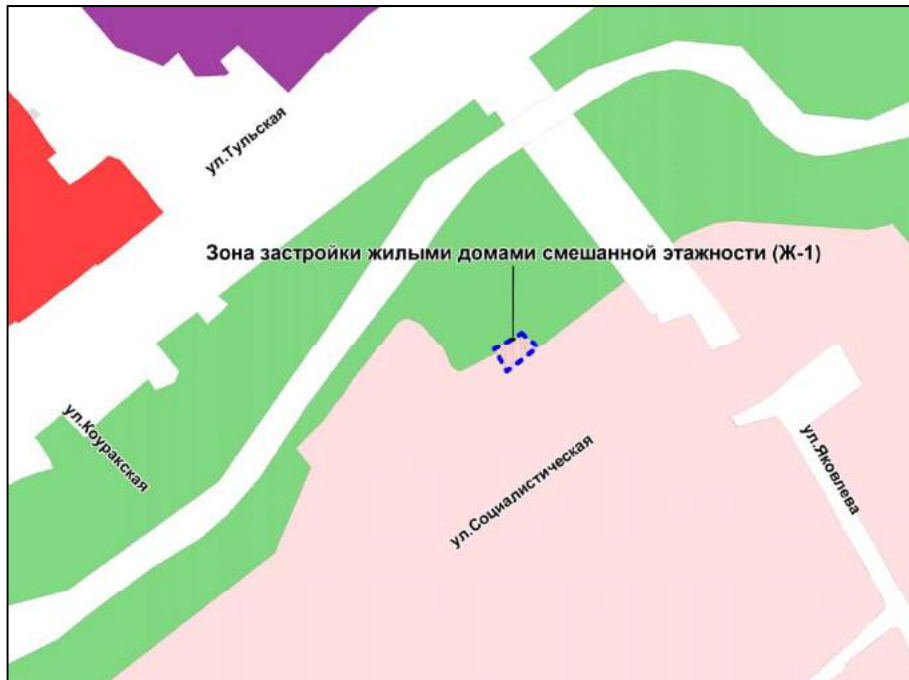 ул.Тульская
Зона застройки жилыми домами смешанной этажности (Ж-1)
ул.Коуракская
ул.Социалистическая
ул.Яковлева